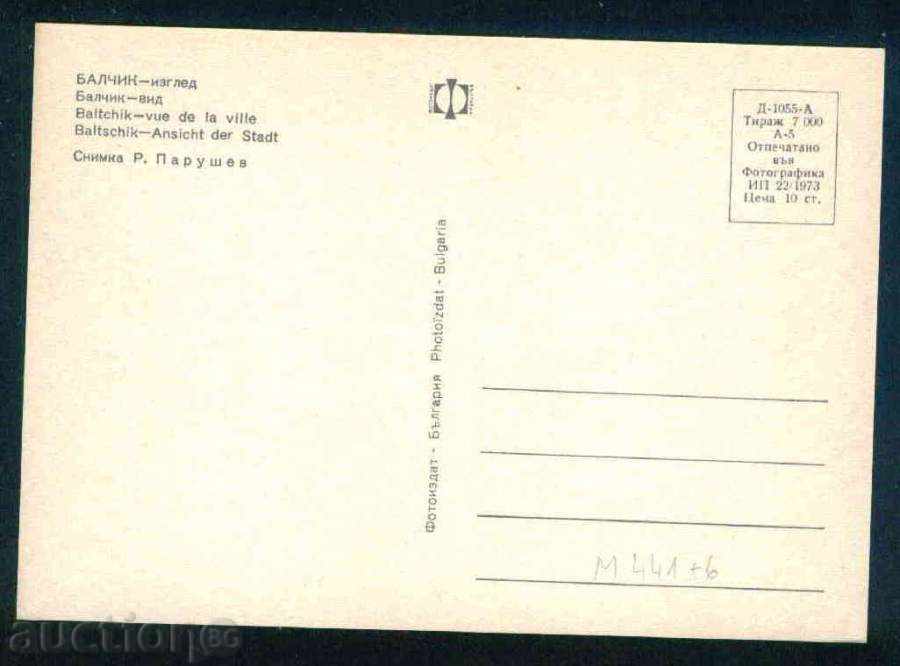 БАЛЧИК—изглед
Балчик—вид
Baltchik—vue de la ville
Baltschik—Ansicht der Stadt
Снимка Р. Парушев
Д-1055-А
Тираж 7 000
А-5
Отпечатано
във
Фотографика
ИП 22/1973
Цена 10 ст.
Фотоиздат - България Photoïzdat - Bulgaria
M 441 +6
auction BG